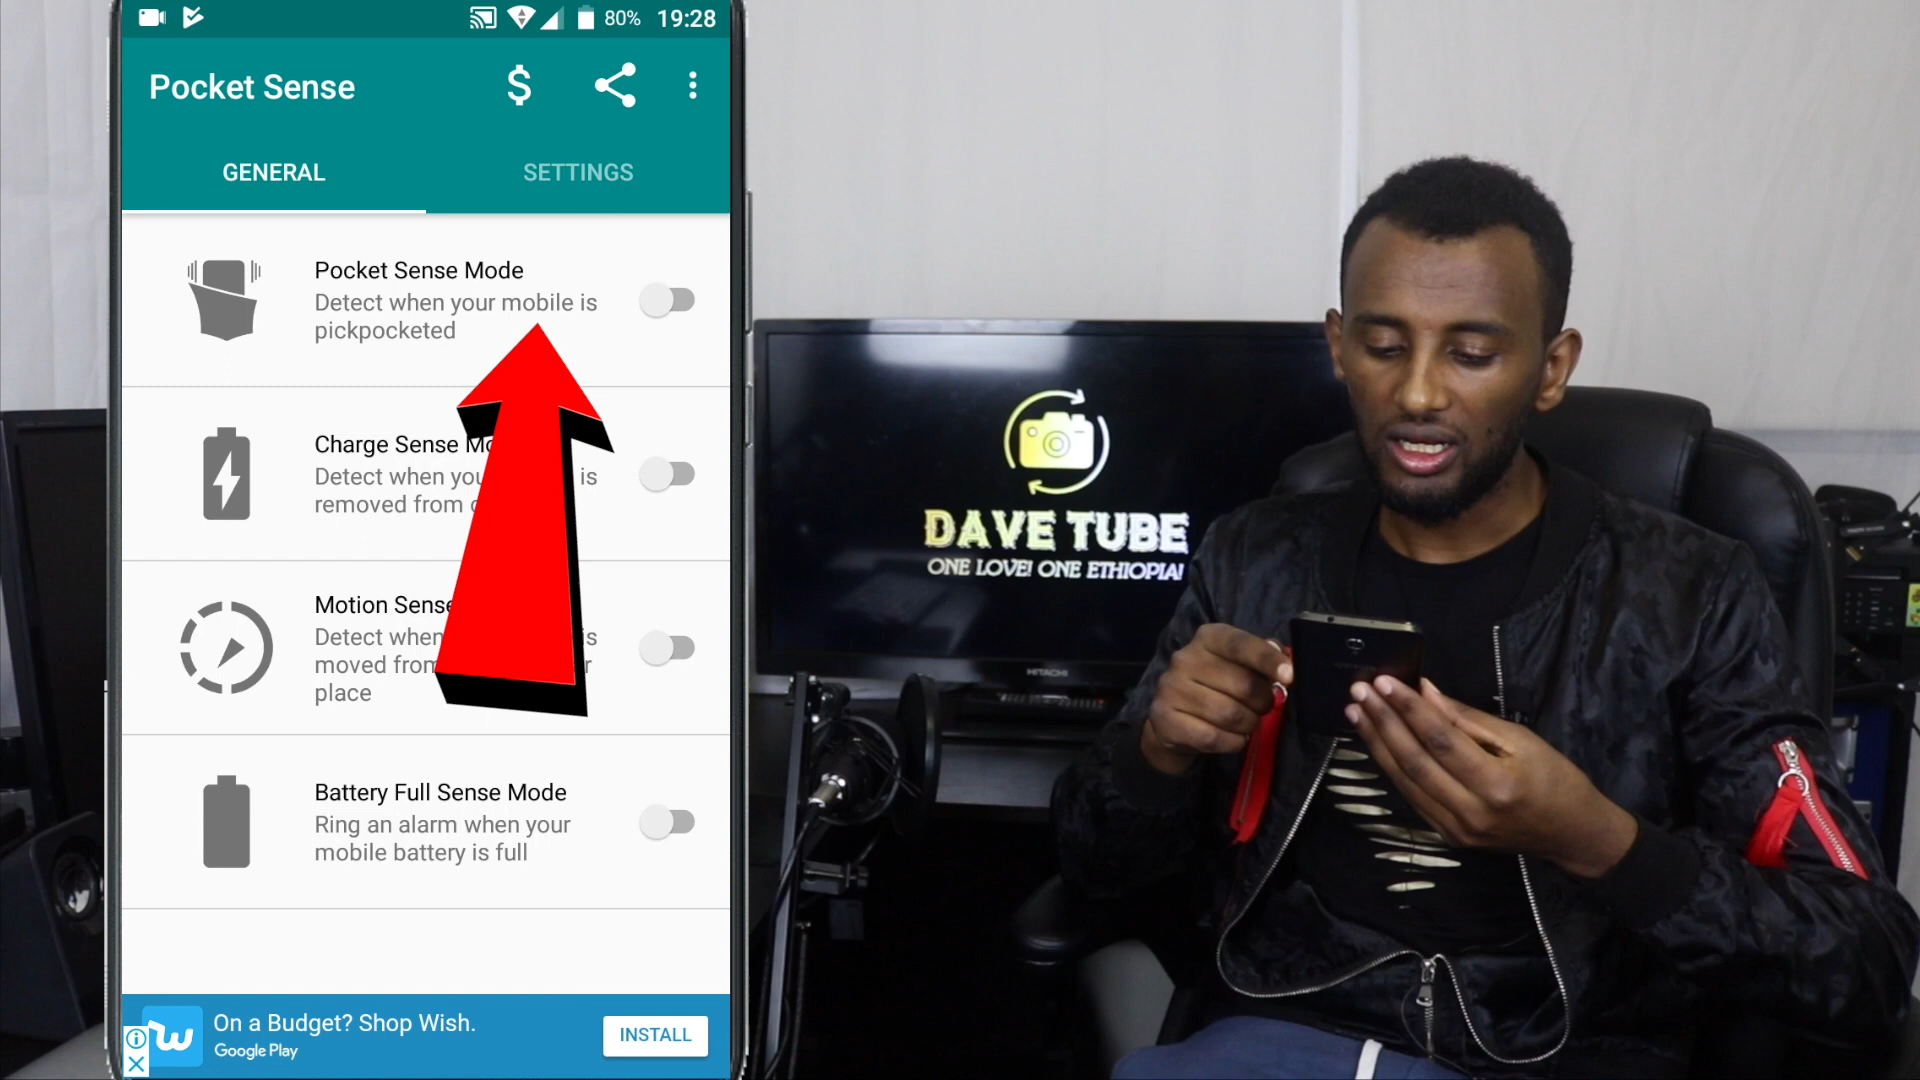 80% 19:28
Pocket Sense
GENERAL SETTINGS
Pocket Sense Mode
Detect when your mobile is
pickpocketed
Charge Sense
Detect when is
removed from
Motion Sense
Detect when is
moved from
place
Battery Full Sense Mode
Ring an alarm when your
mobile battery is full
On a Budget? Shop Wish.
Google Play
INSTALL
DAVE TUBE
ONE LOVE! ONE ETHIOPIA!
HITACHI